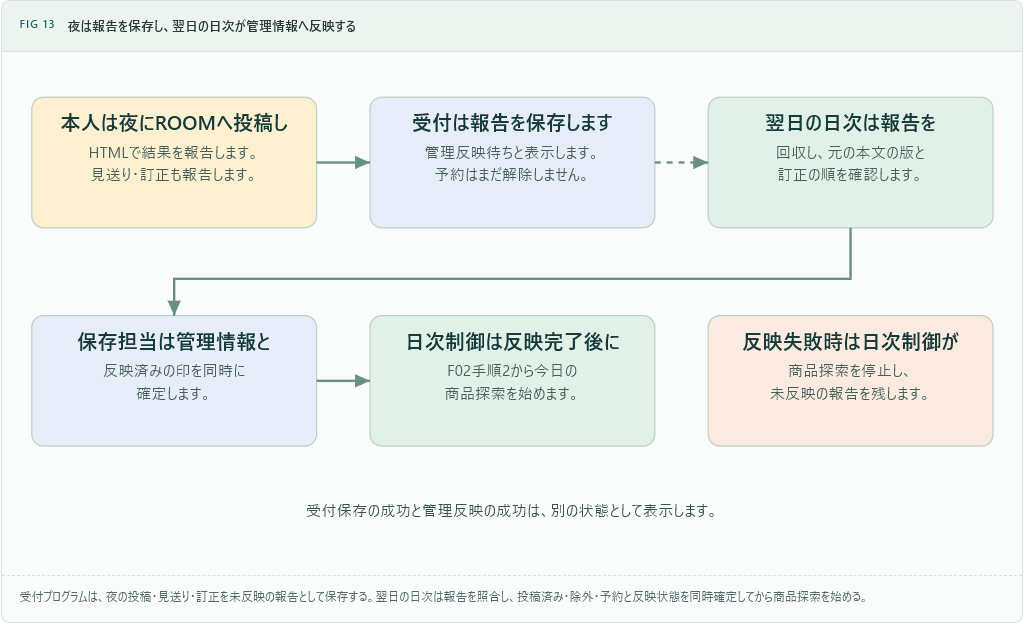 FIG 13 夜は報告を保存し、翌日の日次が管理情報へ反映する
本人は夜にROOMへ投稿し
HTMLで結果を報告します。
見送り・訂正も報告します。
受付は報告を保存します
管理反映待ちと表示します。
予約はまだ解除しません。
翌日の日次は報告を
回収し、元の本文の版と
訂正の順を確認します。
保存担当は管理情報と
反映済みの印を同時に
確定します。
日次制御は反映完了後に
F02手順2から今日の
商品探索を始めます。
反映失敗時は日次制御が
商品探索を停止し、
未反映の報告を残します。
受付保存の成功と管理反映の成功は、別の状態として表示します。
受付プログラムは、夜の投稿・見送り・訂正を未反映の報告として保存する。翌日の日次は報告を照合し、投稿済み・除外・予約と反映状態を同時確定してから商品探索を始める。